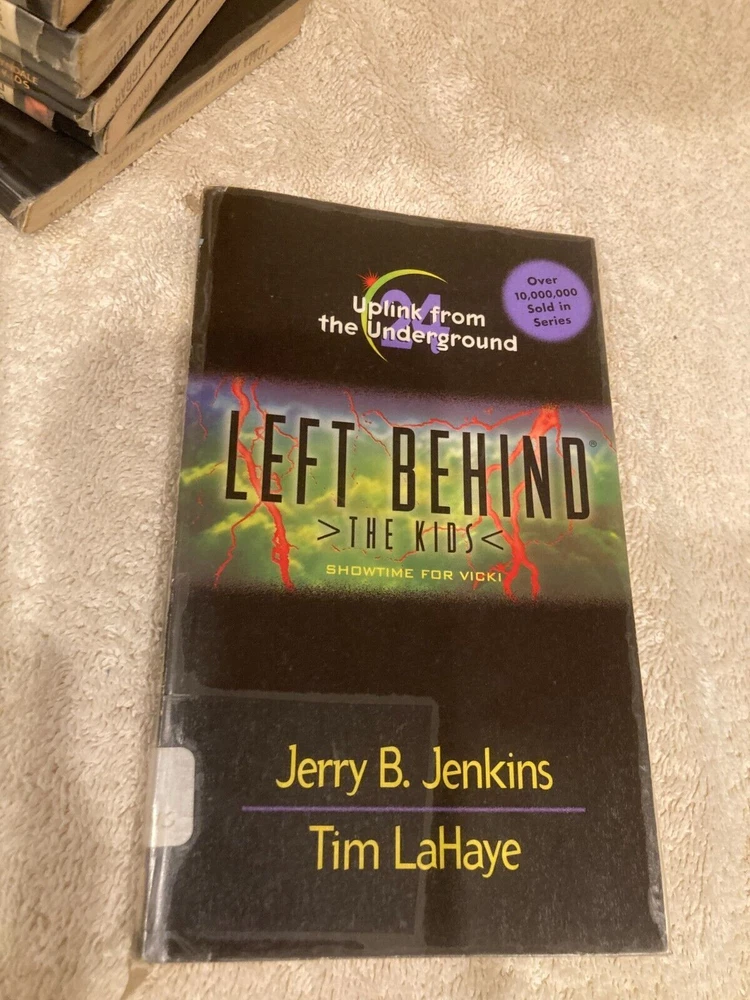 24
Uplink from
the Underground
Over
10,000,000
Sold in
Series
LEFT BEHIND®
>THE KIDS<
SHOWTIME FOR VICKI
Jerry B. Jenkins
Tim LaHaye